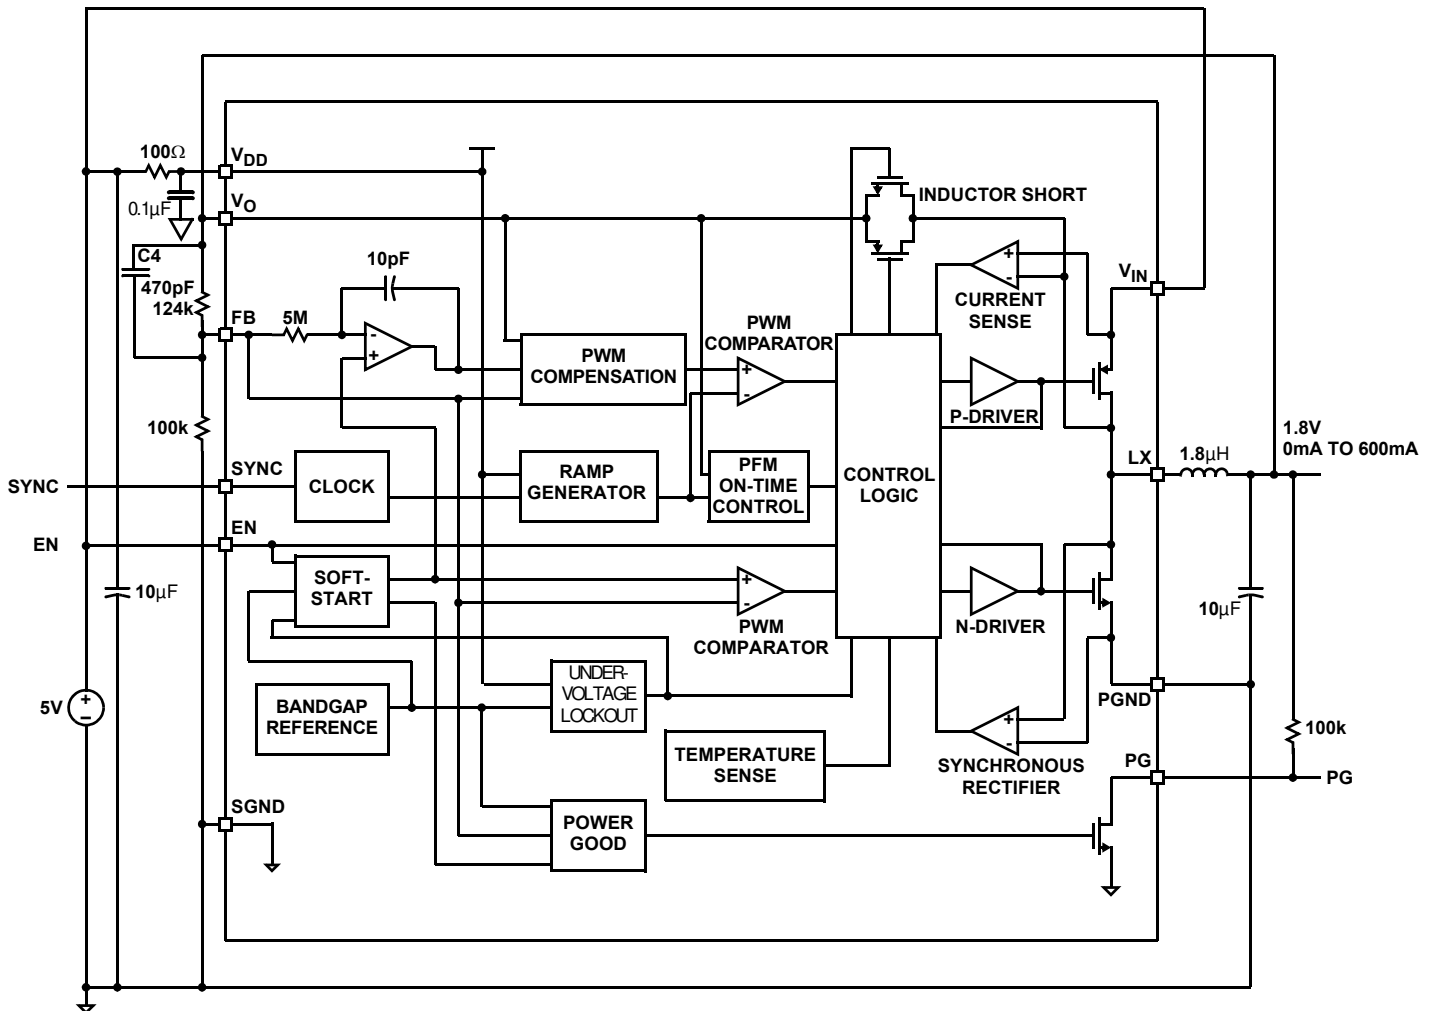 100Ω
VDD
0.1µF
VO
INDUCTOR SHORT
C4
470pF
124k
10pF
FB
5M
-
+
+
-
CURRENT
SENSE
VIN
PWM
COMPARATOR
PWM
COMPENSATION
+
-
P-DRIVER
100k
1.8V
0mA TO 600mA
SYNC
SYNC
CLOCK
RAMP
GENERATOR
PFM
ON-TIME
CONTROL
CONTROL
LOGIC
LX
1.8µH
EN
EN
SOFT-
START
+
-
PWM
COMPARATOR
N-DRIVER
10µF
10µF
UNDER-
VOLTAGE
LOCKOUT
PGND
5V
+
–
BANDGAP
REFERENCE
+
-
SYNCHRONOUS
RECTIFIER
100k
TEMPERATURE
SENSE
PG
PG
SGND
POWER
GOOD